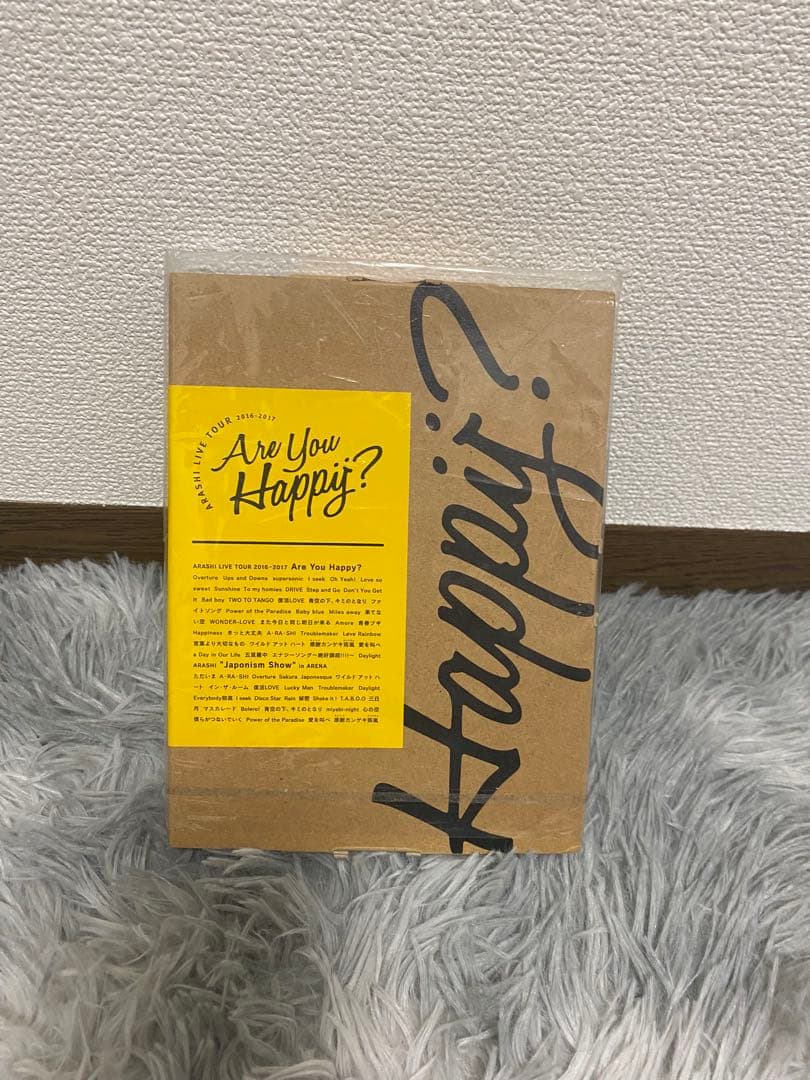 ARASHI LIVE TOUR 2016-2017
Are You
Happy?
ARASHI LIVE TOUR 2016-2017 Are You Happy?
Overture Ups and Downs supersonic I seek Oh Yeah! Love so
sweet Sunshine To my homies DRIVE Step and Go Don't You Get
It Bad boy TWO TO TANGO 復活LOVE 青空の下、キミのとなり ファ
イトソング Power of the Paradise Baby blue Miles away 果てな
い空 WONDER-LOVE また今日と同じ明日が来る Amore 青春ブギ
Happiness きっと大丈夫 A・RA・SHI Troublemaker Love Rainbow
言葉より大切なもの ワイルド アット ハート 感謝カンゲキ雨嵐 愛を叫べ
a Day in Our Life 五里霧中 エナジーソング〜絶好調超!!!!〜 Daylight
ARASHI "Japonism Show" in ARENA
ただいま A・RA・SHI Overture Sakura Japonesque ワイルド アット ハ
ート イン・ザ・ルーム 復活LOVE Lucky Man Troublemaker Daylight
Everybody前進 I seek Disco Star Rain 秘密 Shake it! T.A.B.O.O 三日
月 マスカレード Bolero! 青空の下、キミのとなり miyabi-night 心の空
僕らがつないでいく Power of the Paradise 愛を叫べ 感謝カンゲキ雨嵐
Happy?